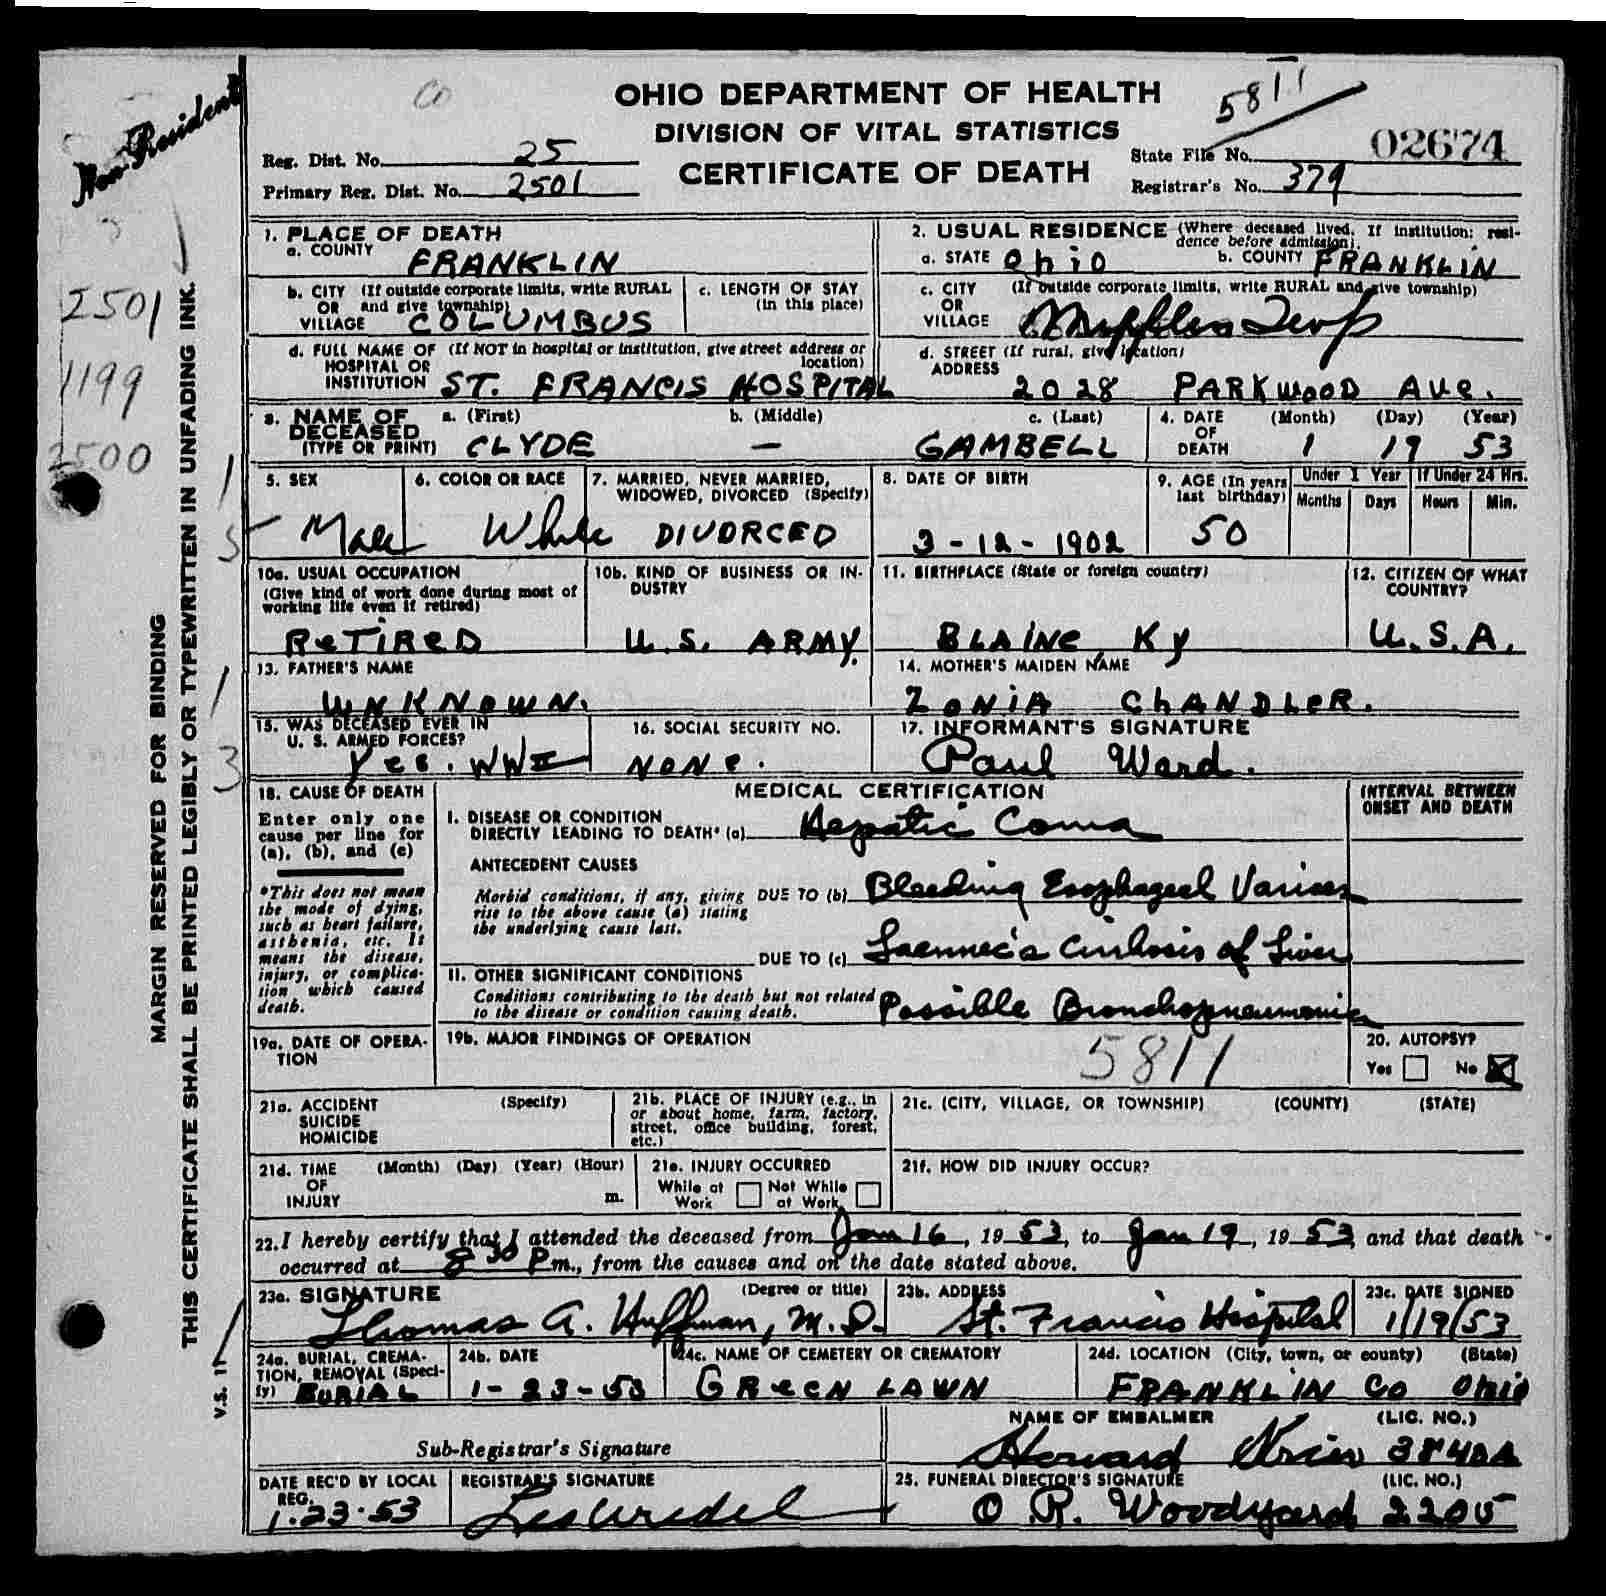 Non-Resident
OHIO DEPARTMENT OF HEALTH
DIVISION OF VITAL STATISTICS
CERTIFICATE OF DEATH
5811
Reg. Dist. No. 25
Primary Reg. Dist. No. 2501
State File No. 02674
Registrar's No. 379
2501
1199
2500
MARGIN RESERVED FOR BINDING
THIS CERTIFICATE SHALL BE PRINTED LEGIBLY OR TYPEWRITTEN IN UNFADING INK.
V.S. 11
1. PLACE OF DEATH
a. COUNTY FRANKLIN
b. CITY (If outside corporate limits, write RURAL
OR and give township)
VILLAGE COLUMBUS
c. LENGTH OF STAY
(in this place)
d. FULL NAME OF (If NOT in hospital or institution, give street address or
HOSPITAL OR location)
INSTITUTION ST. FRANCIS HOSPITAL
2. USUAL RESIDENCE (Where deceased lived. If institution: resi-
dence before admission).
a. STATE Ohio b. COUNTY FRANKLIN
c. CITY (If outside corporate limits, write RURAL and give township)
OR
VILLAGE Mifflin Twp
d. STREET (If rural, give location)
ADDRESS 2028 PARKWOOD AVE.
3. NAME OF a. (First) b. (Middle) c. (Last)
DECEASED
(TYPE OR PRINT) CLYDE — GAMBELL
4. DATE (Month) (Day) (Year)
OF
DEATH 1 19 53
5. SEX
Male
6. COLOR OR RACE
White
7. MARRIED, NEVER MARRIED,
WIDOWED, DIVORCED (Specify)
DIVORCED
8. DATE OF BIRTH
3-12-1902
9. AGE (In years
last birthday)
50
Under 1 Year
Months Days
If Under 24 Hrs.
Hours Min.
10a. USUAL OCCUPATION
(Give kind of work done during most of
working life even if retired)
RETIRED
10b. KIND OF BUSINESS OR IN-
DUSTRY
U.S. ARMY.
11. BIRTHPLACE (State or foreign country)
BLAINE, KY
12. CITIZEN OF WHAT
COUNTRY?
U.S.A.
13. FATHER'S NAME
UNKNOWN.
14. MOTHER'S MAIDEN NAME
ZONIA CHANDLER.
15. WAS DECEASED EVER IN
U. S. ARMED FORCES?
Yes. WWII
16. SOCIAL SECURITY NO.
NONE.
17. INFORMANT'S SIGNATURE
Paul Ward.
18. CAUSE OF DEATH
Enter only one
cause per line for
(a), (b), and (c)
*This does not mean
the mode of dying,
such as heart failure,
asthenia, etc. It
means the disease,
injury, or complica-
tion which caused
death.
MEDICAL CERTIFICATION
INTERVAL BETWEEN
ONSET AND DEATH
I. DISEASE OR CONDITION
DIRECTLY LEADING TO DEATH* (a) Hepatic Coma
ANTECEDENT CAUSES
Morbid conditions, if any, giving
rise to the above cause (a) stating
the underlying cause last.
DUE TO (b) Bleeding Esophageal Varices
DUE TO (c) Laennec's Cirrhosis of Liver
II. OTHER SIGNIFICANT CONDITIONS
Conditions contributing to the death but not related
to the disease or condition causing death.
Possible Bronchopneumonia
19a. DATE OF OPERA-
TION
19b. MAJOR FINDINGS OF OPERATION
5811
20. AUTOPSY?
Yes No
21a. ACCIDENT (Specify)
SUICIDE
HOMICIDE
21b. PLACE OF INJURY (e.g., in
or about home, farm, factory,
street, office building, forest,
etc.)
21c. (CITY, VILLAGE, OR TOWNSHIP) (COUNTY) (STATE)
21d. TIME (Month) (Day) (Year) (Hour)
OF
INJURY m.
21e. INJURY OCCURRED
While at Work Not While at Work
21f. HOW DID INJURY OCCUR?
22. I hereby certify that I attended the deceased from Jan 16, 1953, to Jan 19, 1953, and that death
occurred at 8 30 P m., from the causes and on the date stated above.
23a. SIGNATURE (Degree or title)
Thomas A. Huffman, M.D.
23b. ADDRESS
St. Francis Hospital
23c. DATE SIGNED
1/19/53
24a. BURIAL, CREMA-
TION, REMOVAL (Speci-
fy) BURIAL
24b. DATE
1-23-53
24c. NAME OF CEMETERY OR CREMATORY
GREEN LAWN
24d. LOCATION (City, town, or county) (State)
FRANKLIN CO Ohio
Sub-Registrar's Signature
NAME OF EMBALMER (LIC. NO.)
Howard
DATE REC'D BY LOCAL
REG.
1-23-53
REGISTRAR'S SIGNATURE
25. FUNERAL DIRECTOR'S SIGNATURE (LIC. NO.)
O. R. Woodyard 2205